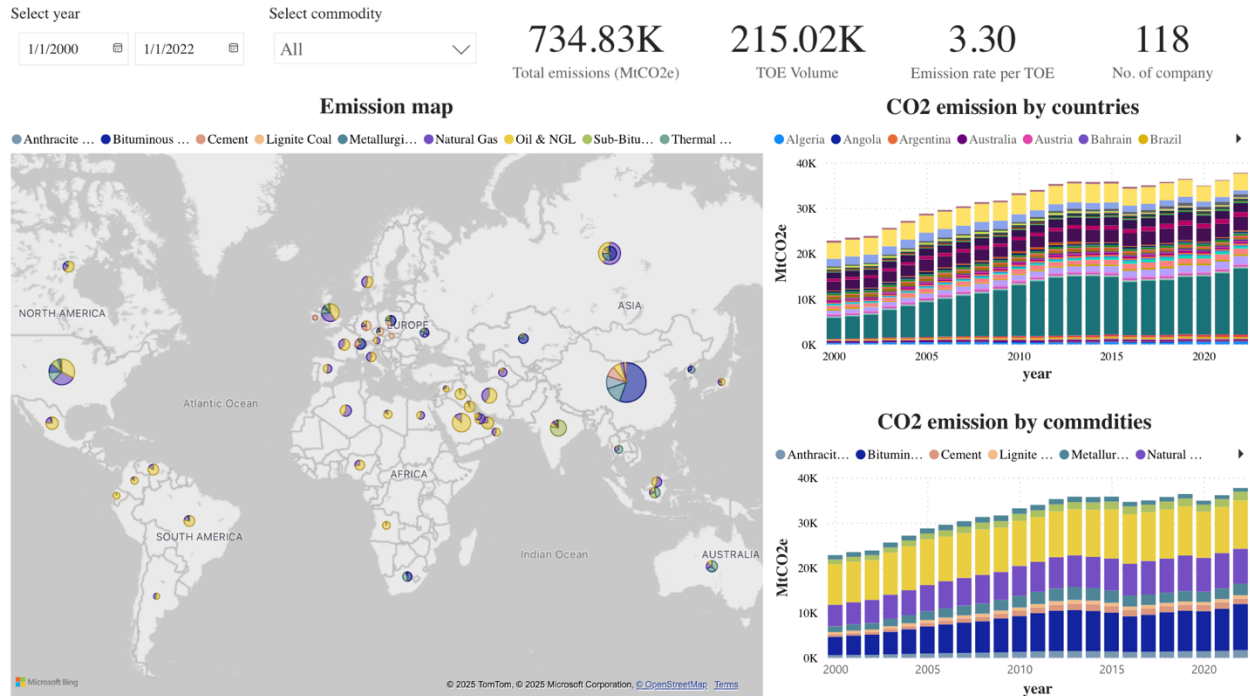 Select year
Select commodity
1/1/2000
1/1/2022
All
734.83K
Total emissions (MtCO2e)
215.02K
TOE Volume
3.30
Emission rate per TOE
118
No. of company
Emission map
Anthracite … Bituminous … Cement Lignite Coal Metallurgi… Natural Gas Oil & NGL Sub-Bitu… Thermal …
NORTH AMERICA
Atlantic Ocean
SOUTH AMERICA
EUROPE
AFRICA
ASIA
Indian Ocean
AUSTRALIA
Microsoft Bing
© 2025 TomTom, © 2025 Microsoft Corporation, © OpenStreetMap Terms
CO2 emission by countries
Algeria Angola Argentina Australia Austria Bahrain Brazil
MtCO2e
40K
30K
20K
10K
0K
2000 2005 2010 2015 2020
year
CO2 emission by commdities
Anthracit… Bitumin… Cement Lignite … Metallur… Natural …
MtCO2e
40K
30K
20K
10K
0K
2000 2005 2010 2015 2020
year